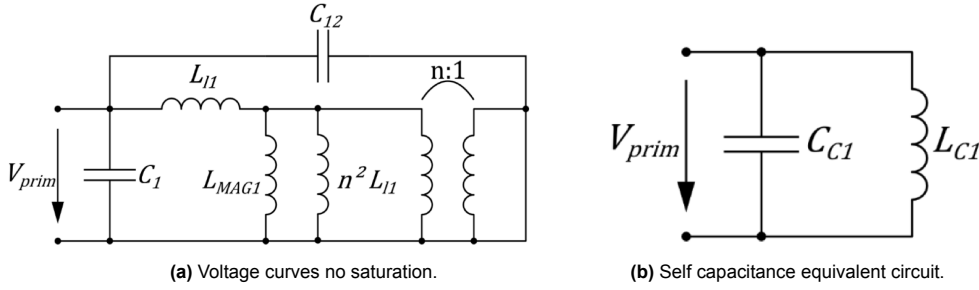 C12
Ll1
n:1
Vprim
C1
LMAG1
n² Ll1
Vprim
CC1
LC1
(a) Voltage curves no saturation.
(b) Self capacitance equivalent circuit.